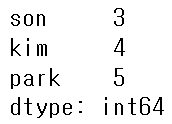 son 3
kim 4
park 5
dtype: int64